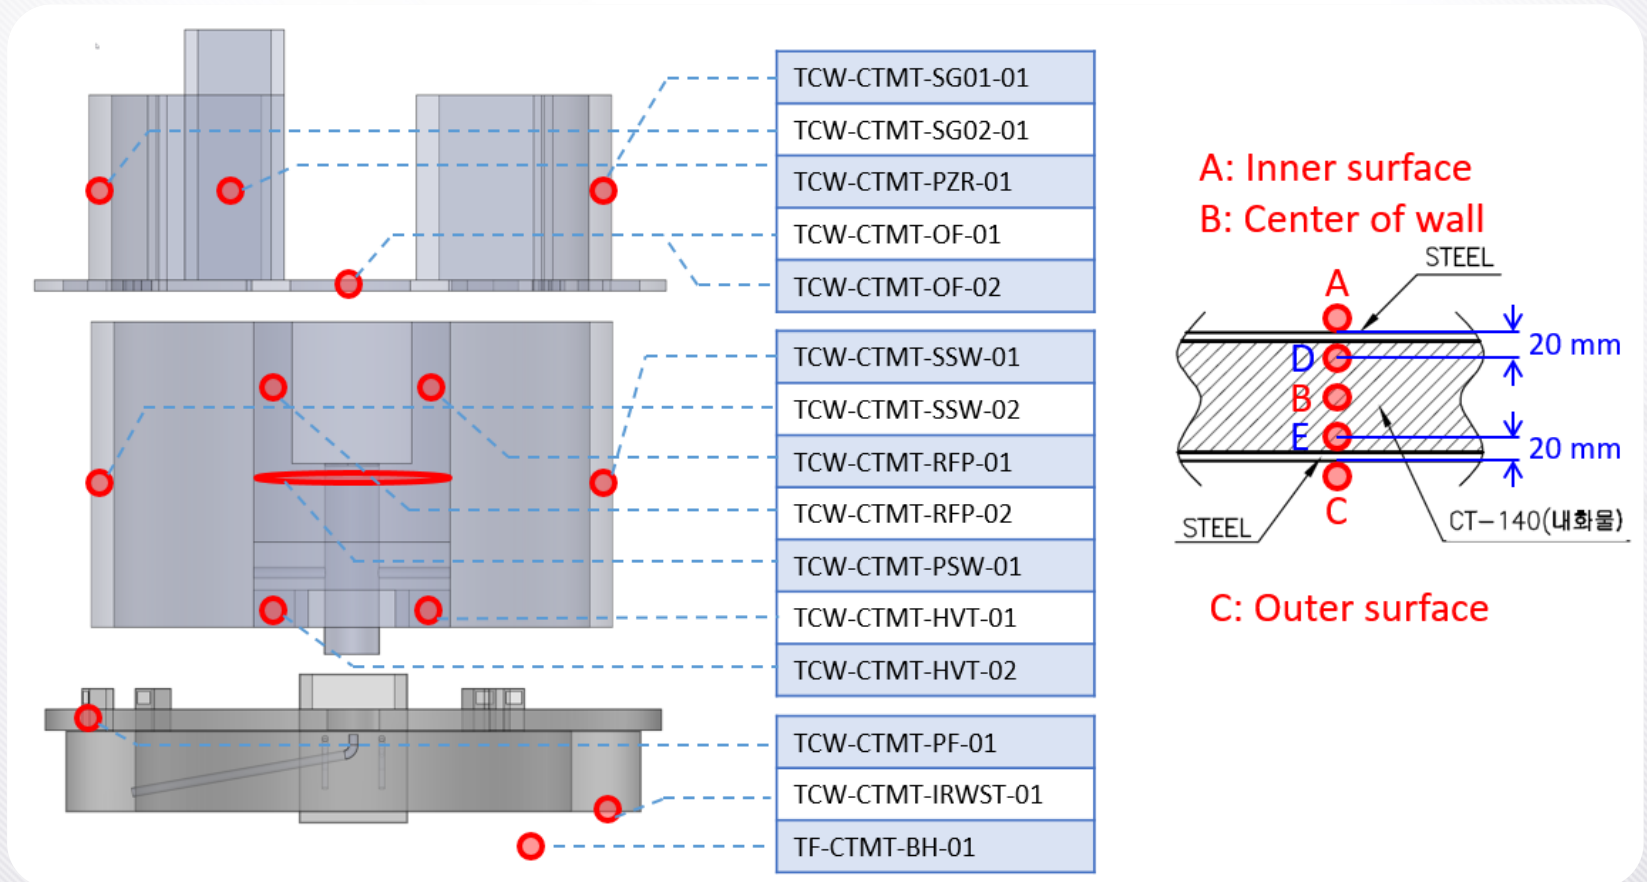 TCW-CTMT-SG01-01
TCW-CTMT-SG02-01
TCW-CTMT-PZR-01
TCW-CTMT-OF-01
TCW-CTMT-OF-02
TCW-CTMT-SSW-01
TCW-CTMT-SSW-02
TCW-CTMT-RFP-01
TCW-CTMT-RFP-02
TCW-CTMT-PSW-01
TCW-CTMT-HVT-01
TCW-CTMT-HVT-02
TCW-CTMT-PF-01
TCW-CTMT-IRWST-01
TF-CTMT-BH-01
A: Inner surface
B: Center of wall
STEEL
A
20 mm
D
B
E
20 mm
C
STEEL
CT-140(내화물)
C: Outer surface